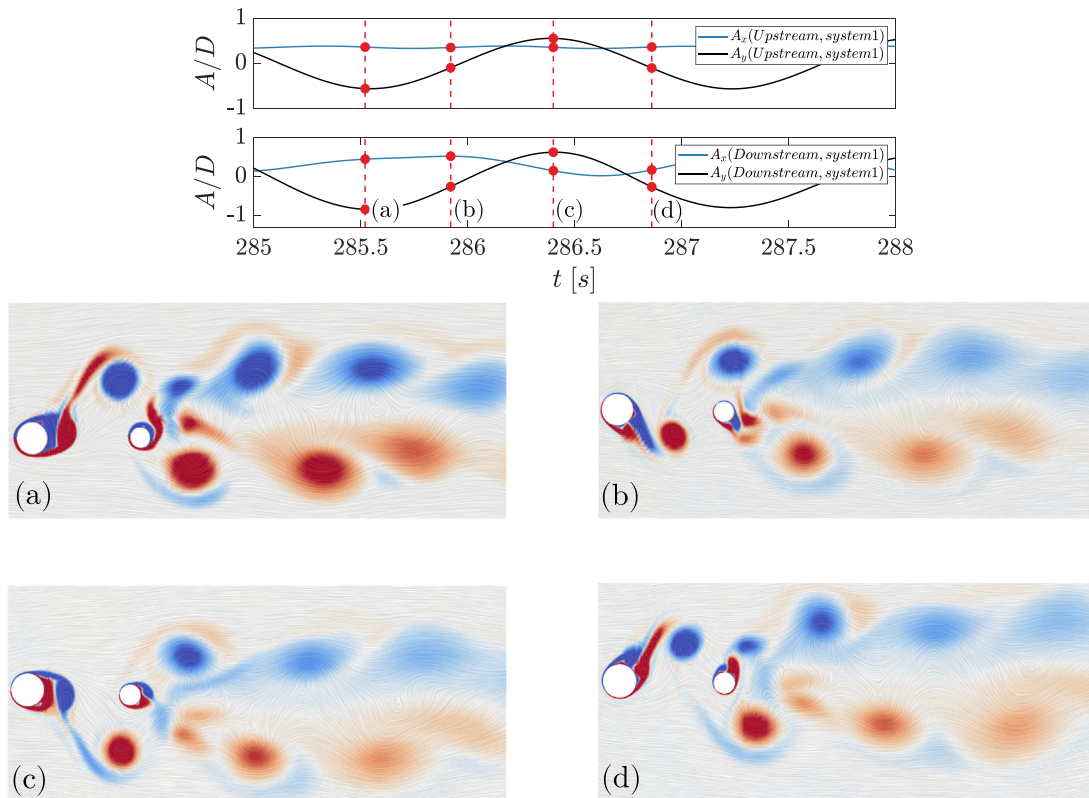 1
0
-1
A/D
A_x(Upstream, system1)
A_y(Upstream, system1)
1
0
-1
A/D
A_x(Downstream, system1)
A_y(Downstream, system1)
(a) (b) (c) (d)
285 285.5 286 286.5 287 287.5 288
t [s]
(a)
(b)
(c)
(d)